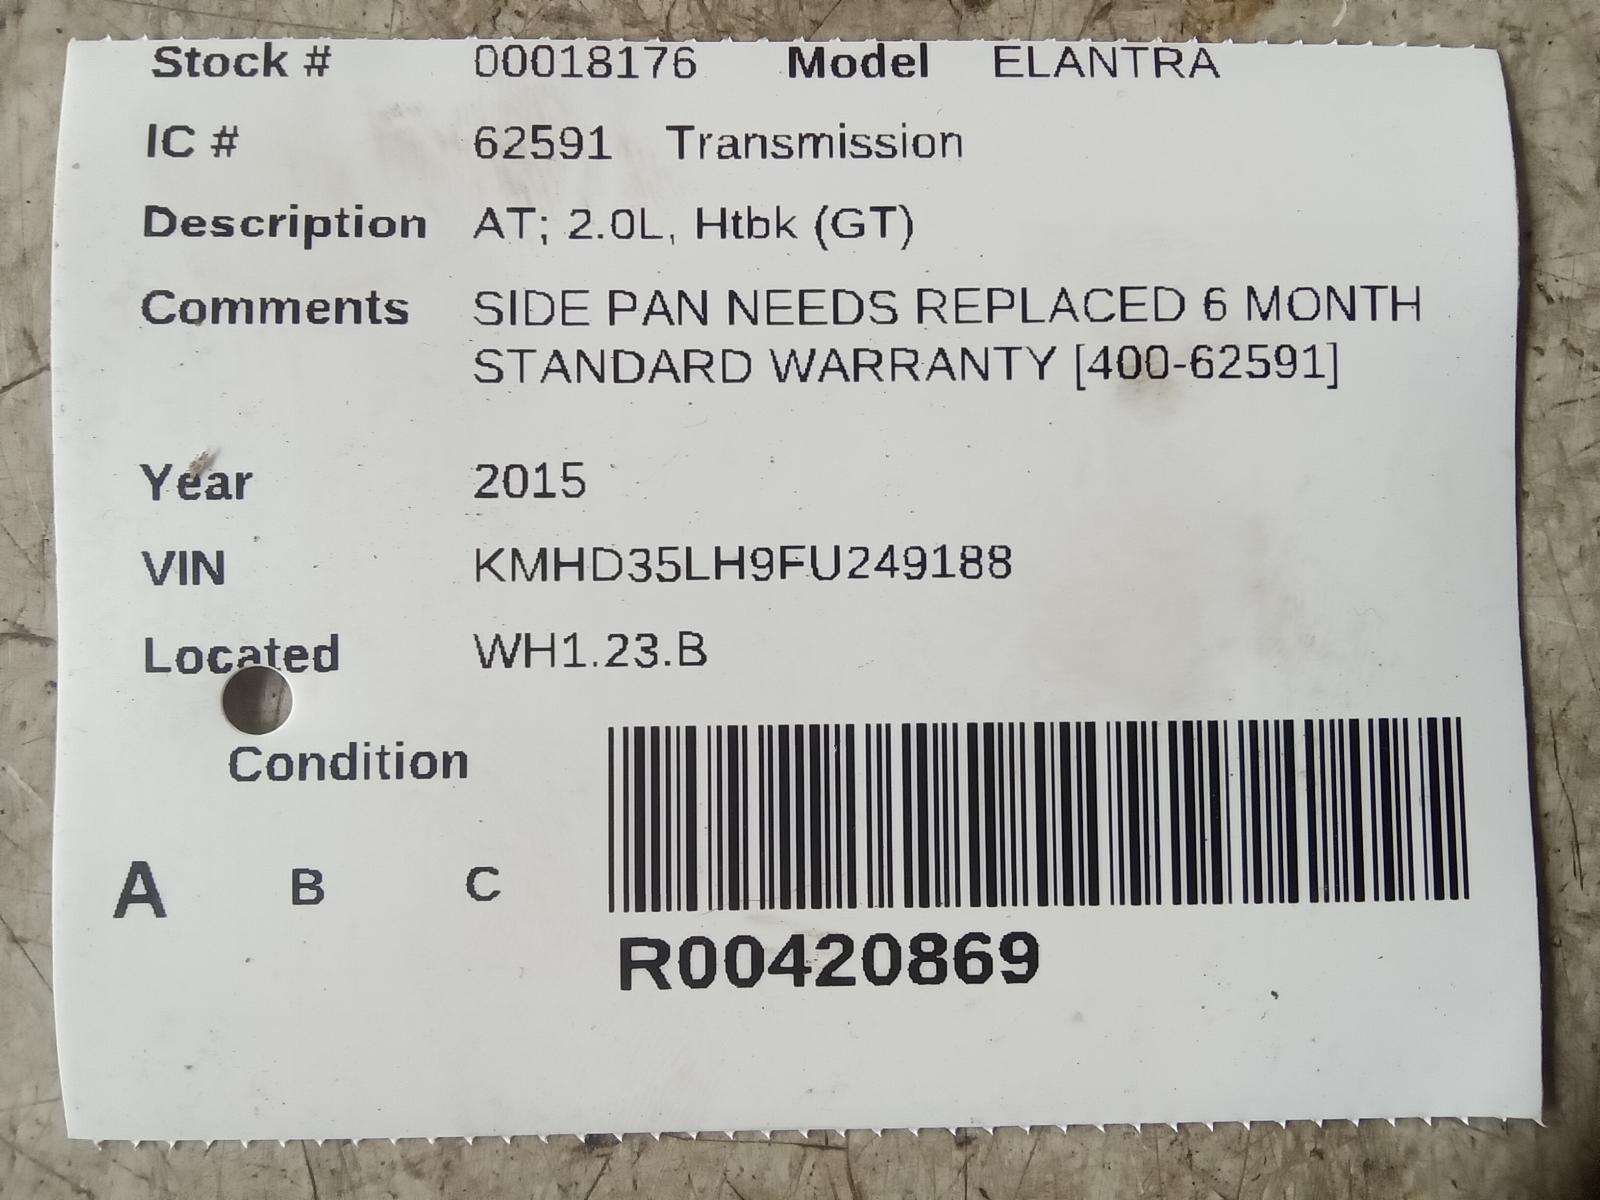 Stock # 00018176 Model ELANTRA
IC # 62591 Transmission
Description AT; 2.0L, Htbk (GT)
Comments SIDE PAN NEEDS REPLACED 6 MONTH
STANDARD WARRANTY [400-62591]
Year 2015
VIN KMHD35LH9FU249188
Located WH1.23.B
Condition
A B C
R00420869